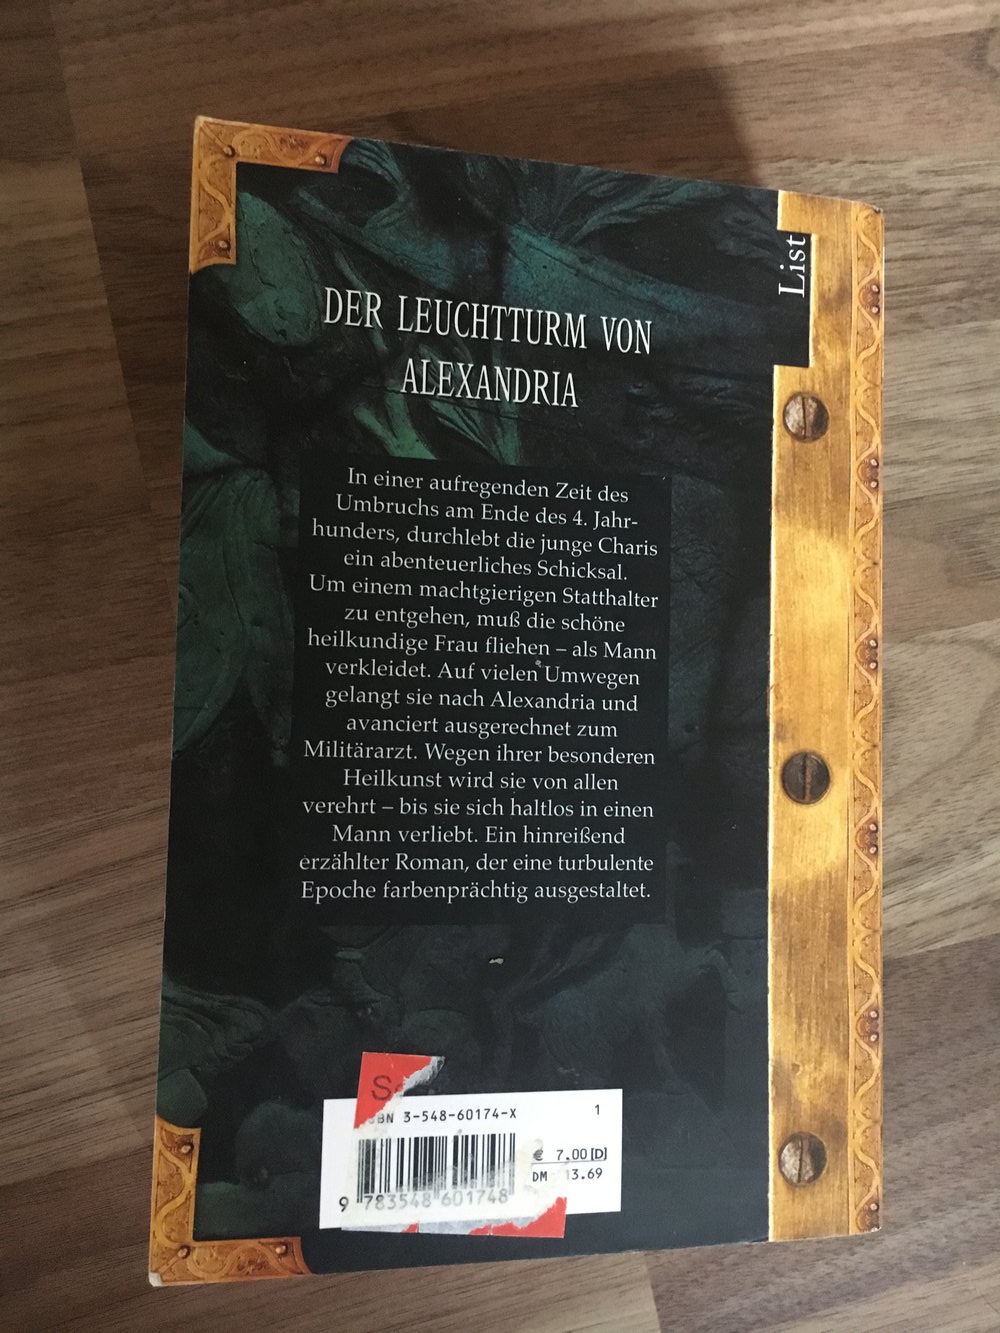 List
DER LEUCHTTURM VON
ALEXANDRIA
In einer aufregenden Zeit des
Umbruchs am Ende des 4. Jahr-
hunders, durchlebt die junge Charis
ein abenteuerliches Schicksal.
Um einem machtgierigen Statthalter
zu entgehen, muß die schöne
heilkundige Frau fliehen – als Mann
verkleidet. Auf vielen Umwegen
gelangt sie nach Alexandria und
avanciert ausgerechnet zum
Militärarzt. Wegen ihrer besonderen
Heilkunst wird sie von allen
verehrt – bis sie sich haltlos in einen
Mann verliebt. Ein hinreißend
erzählter Roman, der eine turbulente
Epoche farbenprächtig ausgestaltet.
ISBN 3-548-60174-X 1
€ 7.00 [D]
DM 13.69
9 783548 601748